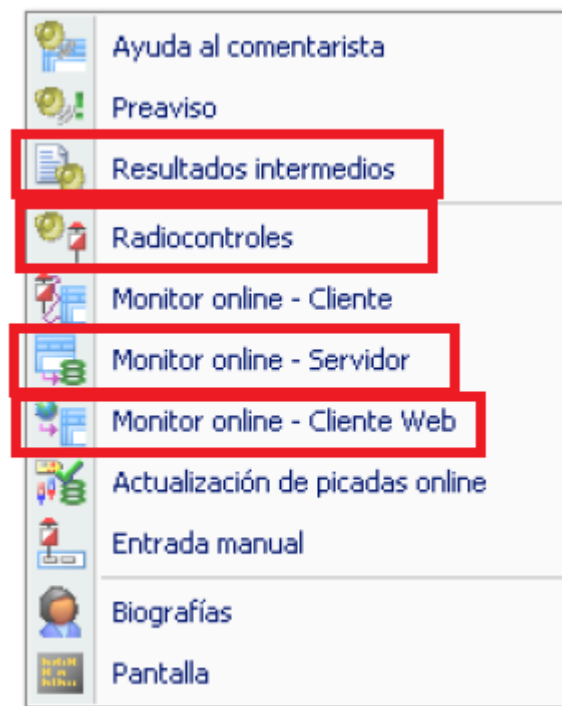 Ayuda al comentarista
Preaviso
Resultados intermedios
Radiocontroles
Monitor online - Cliente
Monitor online - Servidor
Monitor online - Cliente Web
Actualización de picadas online
Entrada manual
Biografías
Pantalla